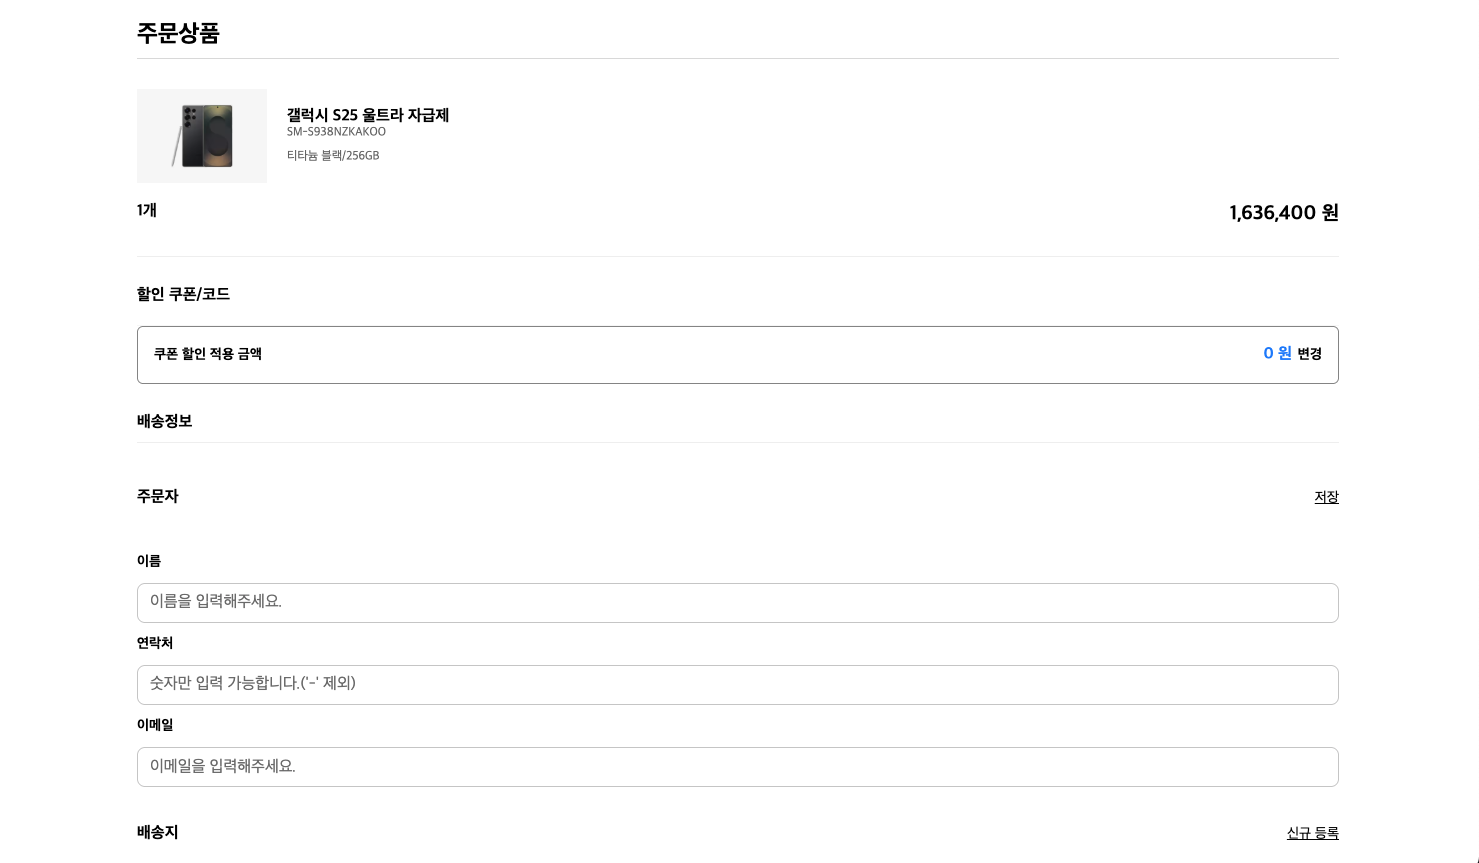 주문상품
갤럭시 S25 울트라 자급제
SM-S938NZKAKOO
티타늄 블랙/256GB
1개
1,636,400 원
할인 쿠폰/코드
쿠폰 할인 적용 금액
0 원 변경
배송정보
주문자
저장
이름
이름을 입력해주세요.
연락처
숫자만 입력 가능합니다.('-' 제외)
이메일
이메일을 입력해주세요.
배송지
신규 등록